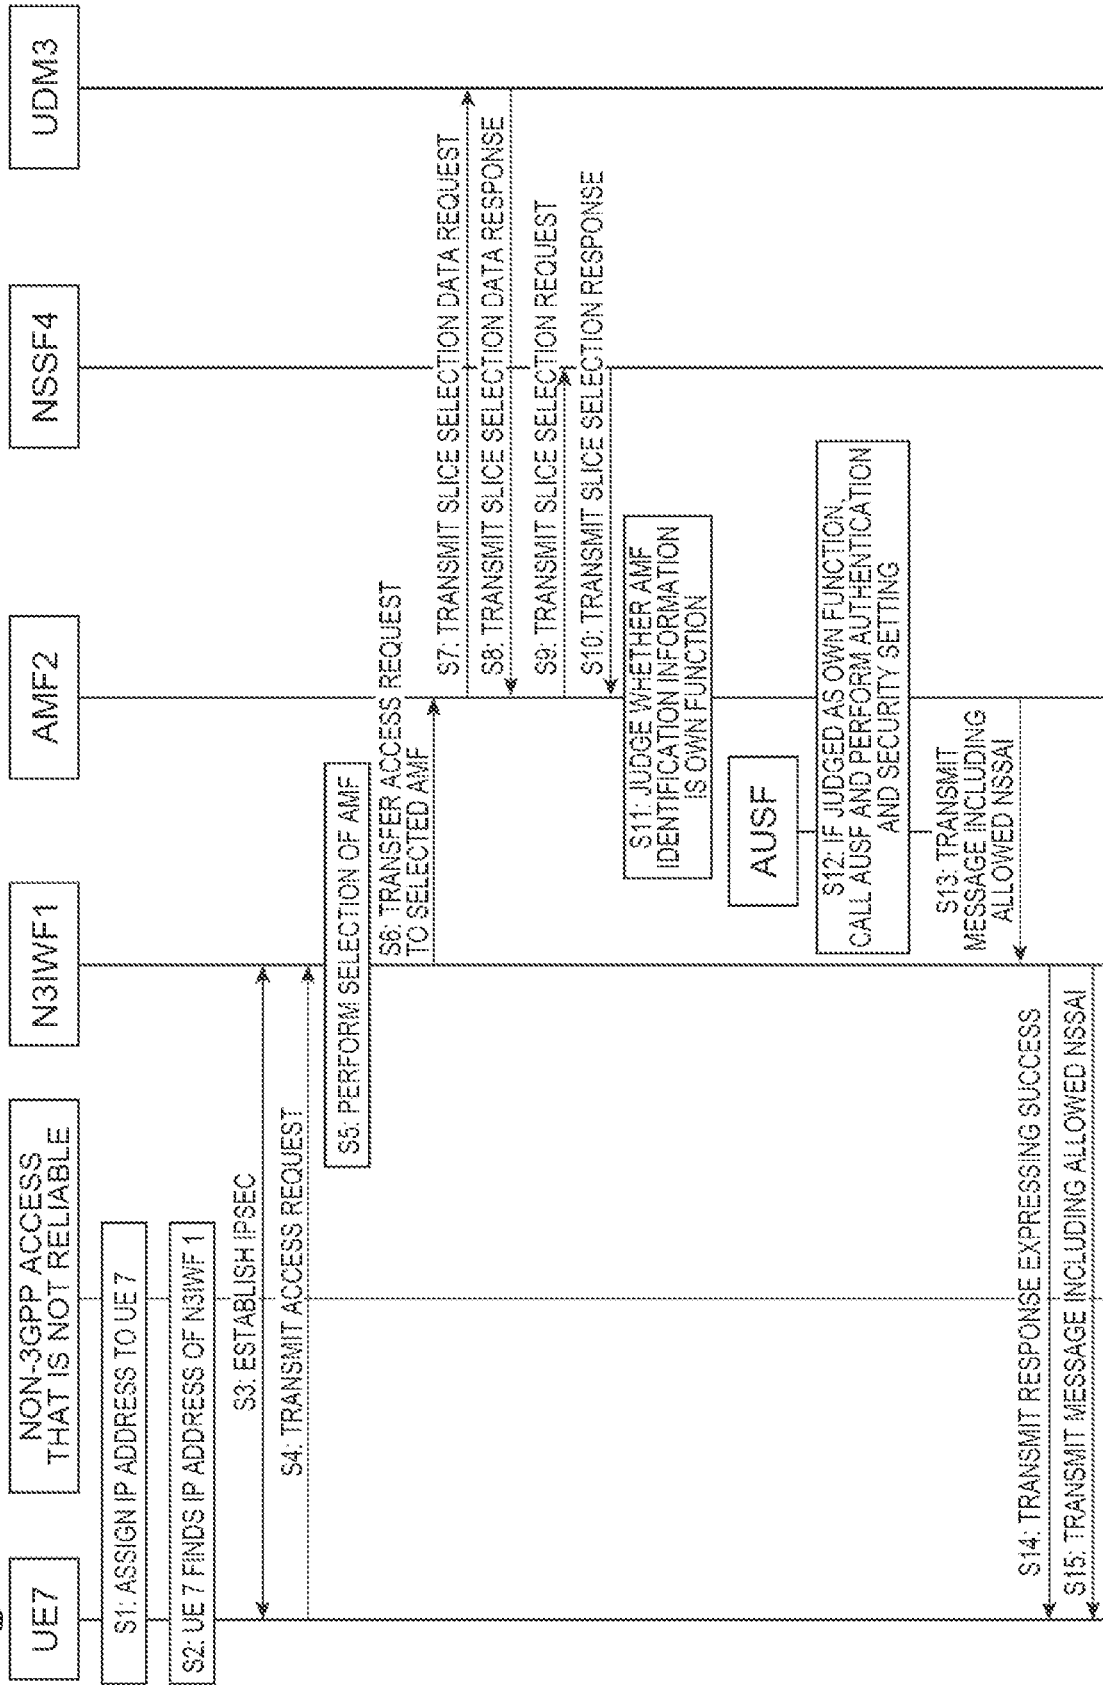 UE7
NON-3GPP ACCESS
THAT IS NOT RELIABLE
N3IWF1
AMF2
NSSF4
UDM3
S1: ASSIGN IP ADDRESS TO UE 7
S2: UE 7 FINDS IP ADDRESS OF N3IWF 1
S3: ESTABLISH IPSEC
S4: TRANSMIT ACCESS REQUEST
S5: PERFORM SELECTION OF AMF
S6: TRANSFER ACCESS REQUEST
TO SELECTED AMF
S7: TRANSMIT SLICE SELECTION DATA REQUEST
S8: TRANSMIT SLICE SELECTION DATA RESPONSE
S9: TRANSMIT SLICE SELECTION REQUEST
S10: TRANSMIT SLICE SELECTION RESPONSE
S11: JUDGE WHETHER AMF
IDENTIFICATION INFORMATION
IS OWN FUNCTION
AUSF
S12: IF JUDGED AS OWN FUNCTION,
CALL AUSF AND PERFORM AUTHENTICATION
AND SECURITY SETTING
S13: TRANSMIT
MESSAGE INCLUDING
ALLOWED NSSAI
S14: TRANSMIT RESPONSE EXPRESSING SUCCESS
S15: TRANSMIT MESSAGE INCLUDING ALLOWED NSSAI